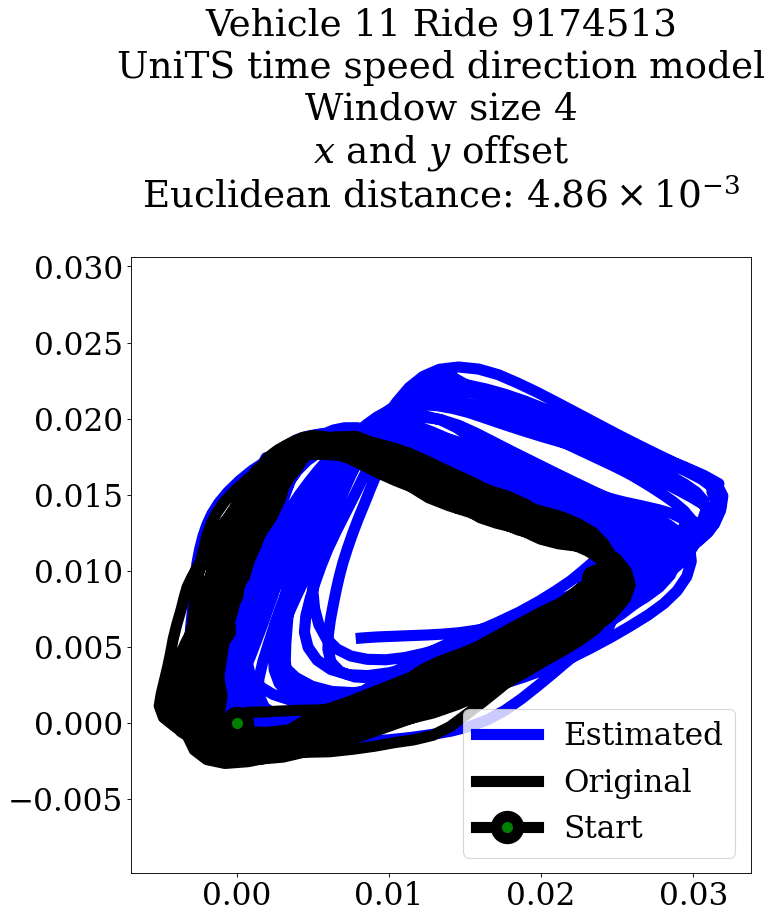 Vehicle 11 Ride 9174513
UniTS time speed direction model
Window size 4
x and y offset
Euclidean distance: 4.86 × 10⁻³
0.030
0.025
0.020
0.015
0.010
0.005
0.000
−0.005
Estimated
Original
Start
0.00 0.01 0.02 0.03